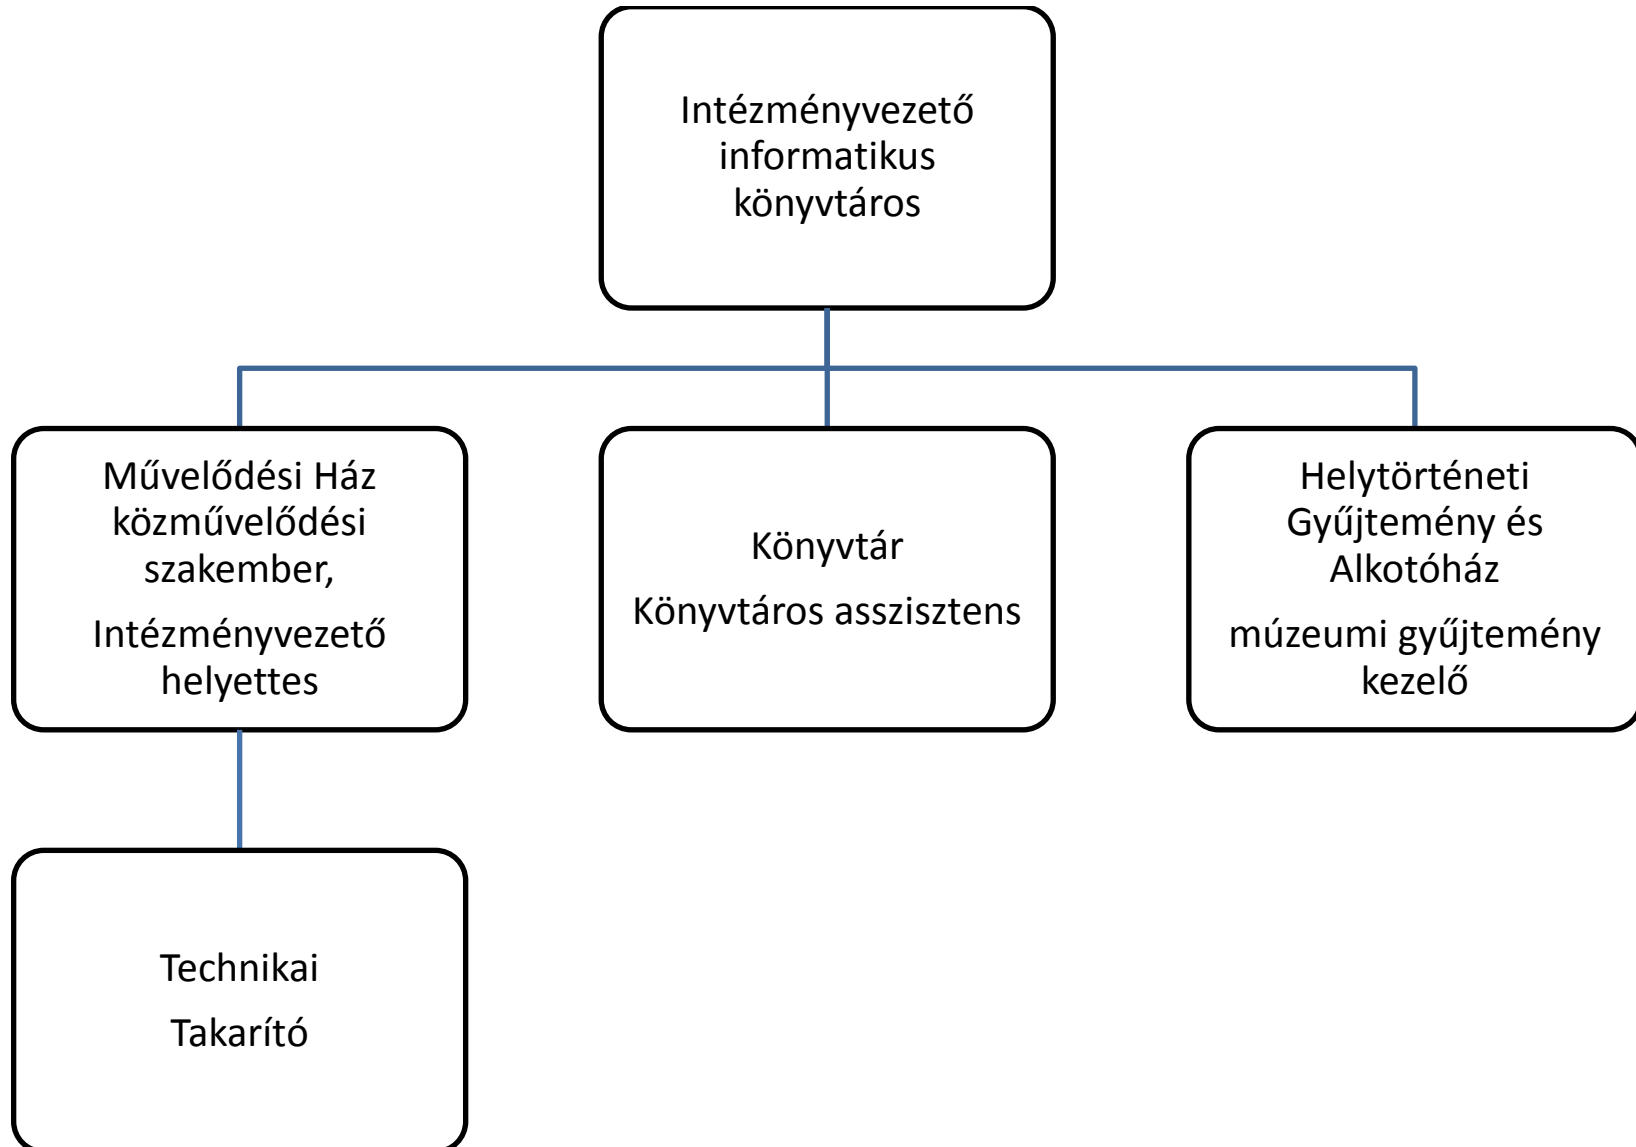 Intézményvezető
informatikus
könyvtáros
Művelődési Ház
közművelődési
szakember,
Intézményvezető
helyettes
Könyvtár
Könyvtáros asszisztens
Helytörténeti
Gyűjtemény és
Alkotóház
múzeumi gyűjtemény
kezelő
Technikai
Takarító